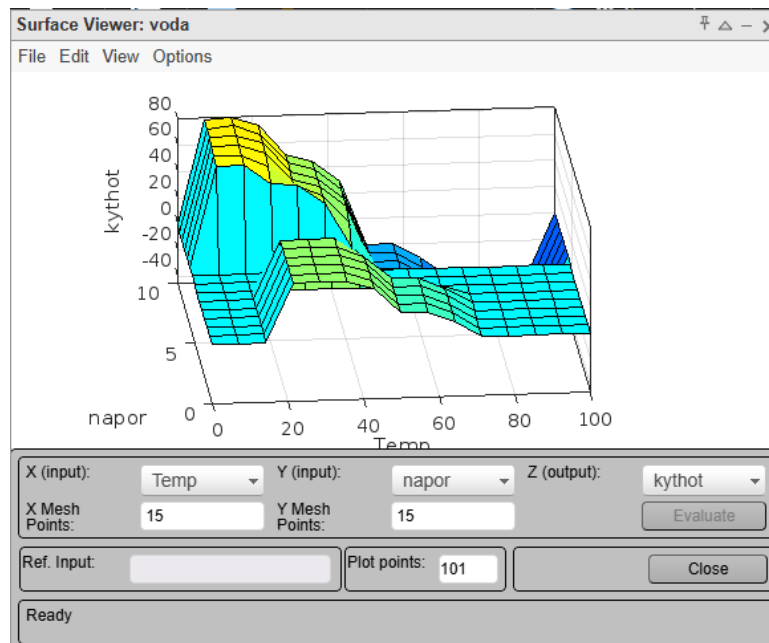 Surface Viewer: voda
File Edit View Options
80
60
40
20
0
-20
-40
kythot
10
5
0
napor
0 20 40 60 80 100
Temp
X (input): Temp Y (input): napor Z (output): kythot
X Mesh Points: 15 Y Mesh Points: 15 Evaluate
Ref. Input: Plot points: 101 Close
Ready